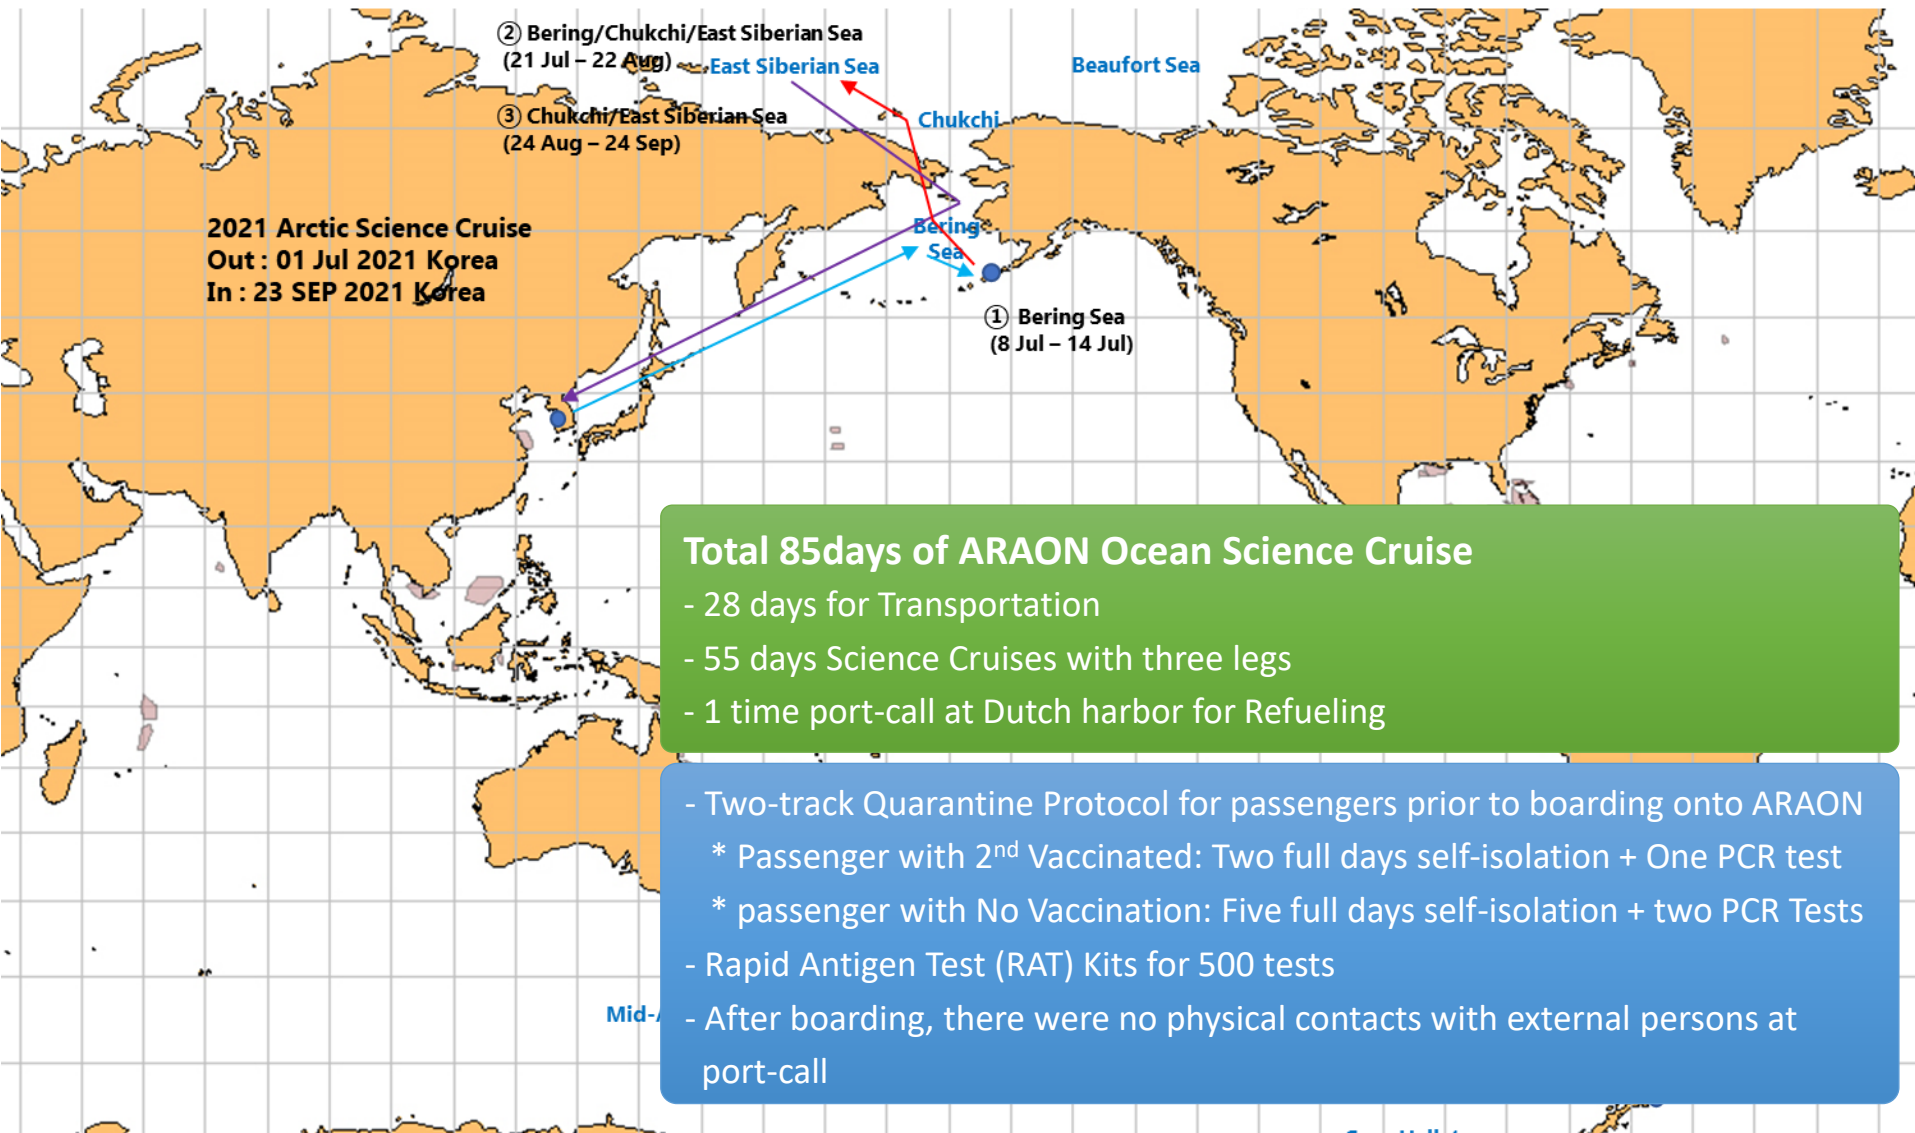 ② Bering/Chukchi/East Siberian Sea
(21 Jul – 22 Aug)
East Siberian Sea
Beaufort Sea
③ Chukchi/East Siberian Sea
(24 Aug – 24 Sep)
Chukchi
2021 Arctic Science Cruise
Out : 01 Jul 2021 Korea
In : 23 SEP 2021 Korea
Bering
Sea
① Bering Sea
(8 Jul – 14 Jul)
Total 85days of ARAON Ocean Science Cruise
- 28 days for Transportation
- 55 days Science Cruises with three legs
- 1 time port-call at Dutch harbor for Refueling
- Two-track Quarantine Protocol for passengers prior to boarding onto ARAON
* Passenger with 2nd Vaccinated: Two full days self-isolation + One PCR test
* passenger with No Vaccination: Five full days self-isolation + two PCR Tests
- Rapid Antigen Test (RAT) Kits for 500 tests
- After boarding, there were no physical contacts with external persons at
port-call
Mid-